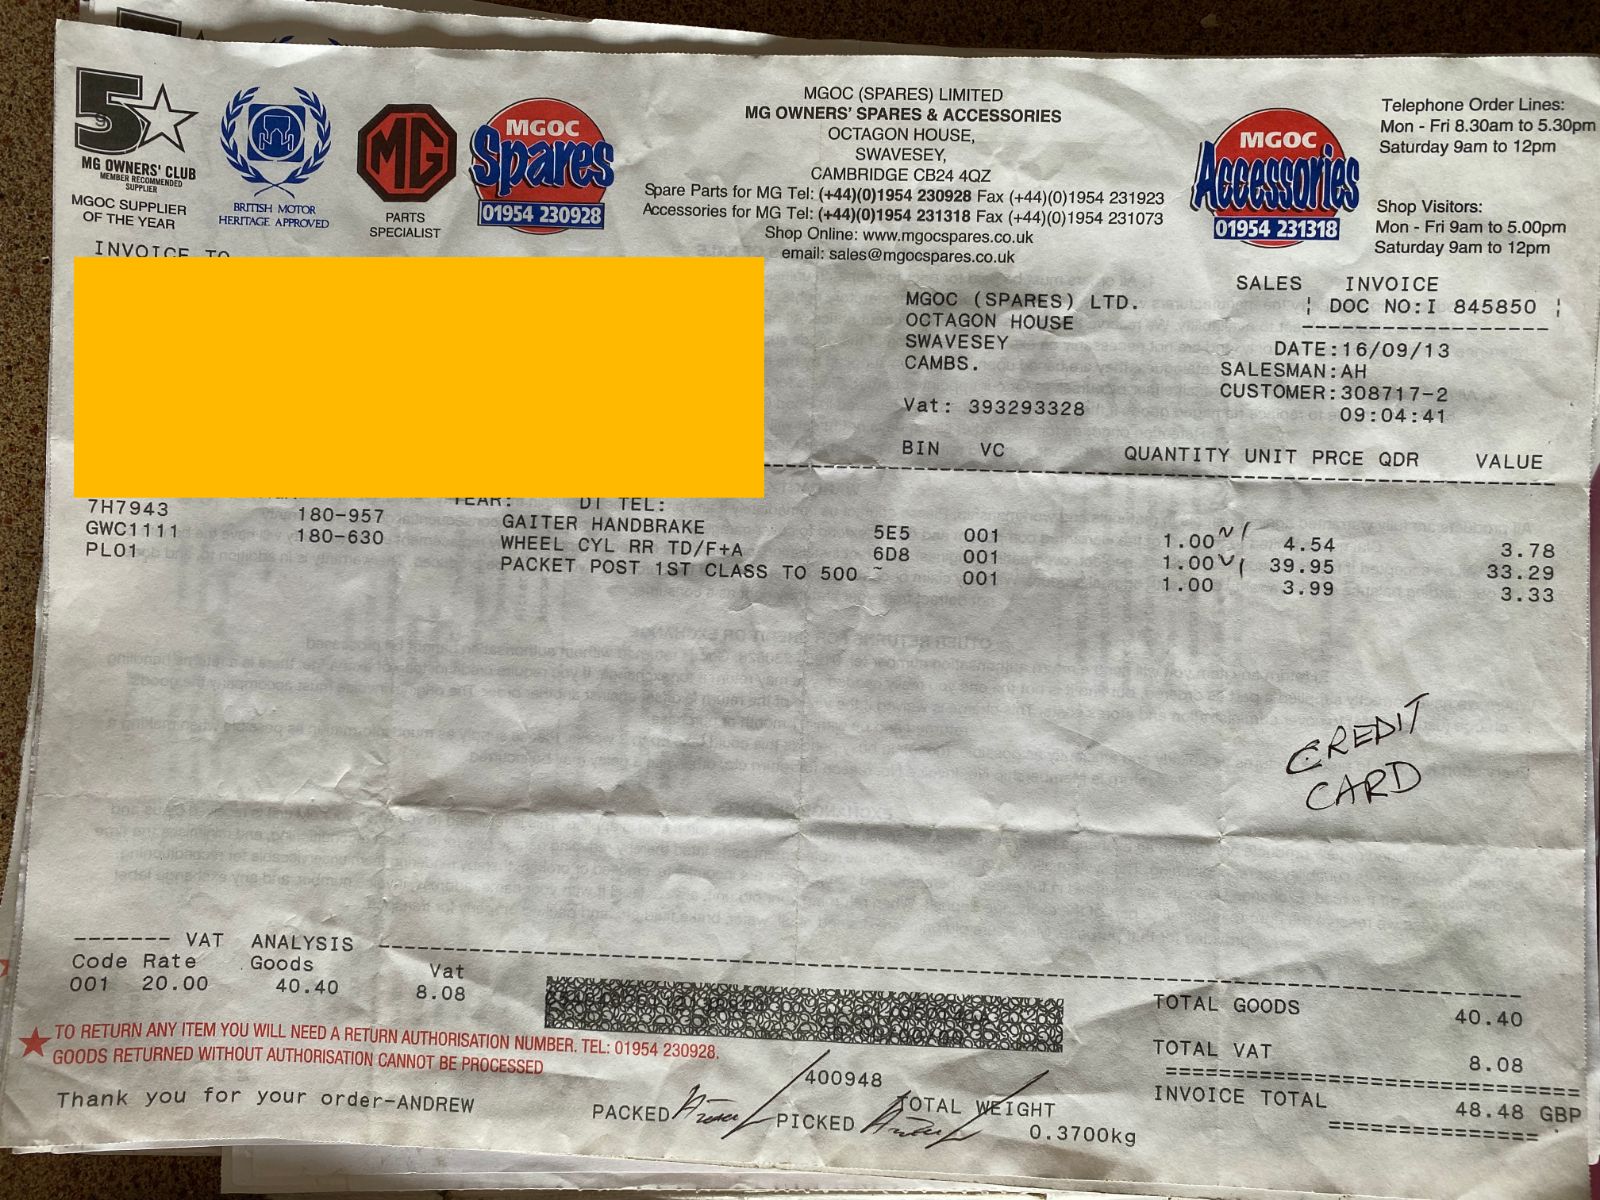 5
MG OWNERS' CLUB
MEMBER RECOMMENDED
SUPPLIER
MGOC SUPPLIER
OF THE YEAR
BRITISH MOTOR
HERITAGE APPROVED
MG
PARTS
SPECIALIST
MGOC
Spares
01954 230928
MGOC (SPARES) LIMITED
MG OWNERS' SPARES & ACCESSORIES
OCTAGON HOUSE,
SWAVESEY,
CAMBRIDGE CB24 4QZ
Spare Parts for MG Tel: (+44)(0)1954 230928 Fax (+44)(0)1954 231923
Accessories for MG Tel: (+44)(0)1954 231318 Fax (+44)(0)1954 231073
Shop Online: www.mgocspares.co.uk
email: sales@mgocspares.co.uk
MGOC
Accessories
01954 231318
Telephone Order Lines:
Mon - Fri 8.30am to 5.30pm
Saturday 9am to 12pm
Shop Visitors:
Mon - Fri 9am to 5.00pm
Saturday 9am to 12pm
INVOICE TO
MGOC (SPARES) LTD.
OCTAGON HOUSE
SWAVESEY
CAMBS.
Vat: 393293328
SALES INVOICE
DOC NO:I 845850
DATE:16/09/13
SALESMAN:AH
CUSTOMER:308717-2
09:04:41
BIN VC QUANTITY UNIT PRCE QDR VALUE
YEAR: DT TEL:
7H7943 180-957 GAITER HANDBRAKE 5E5 001 1.00 4.54 3.78
GWC1111 180-630 WHEEL CYL RR TD/F+A 6D8 001 1.00 39.95 33.29
PL01 PACKET POST 1ST CLASS TO 500 ~ 001 1.00 3.99 3.33
CREDIT
CARD
VAT ANALYSIS
Code Rate Goods Vat
001 20.00 40.40 8.08
TOTAL GOODS 40.40
TOTAL VAT 8.08
INVOICE TOTAL 48.48 GBP
TO RETURN ANY ITEM YOU WILL NEED A RETURN AUTHORISATION NUMBER. TEL: 01954 230928.
GOODS RETURNED WITHOUT AUTHORISATION CANNOT BE PROCESSED
Thank you for your order-ANDREW
400948
PACKED PICKED TOTAL WEIGHT
0.3700kg